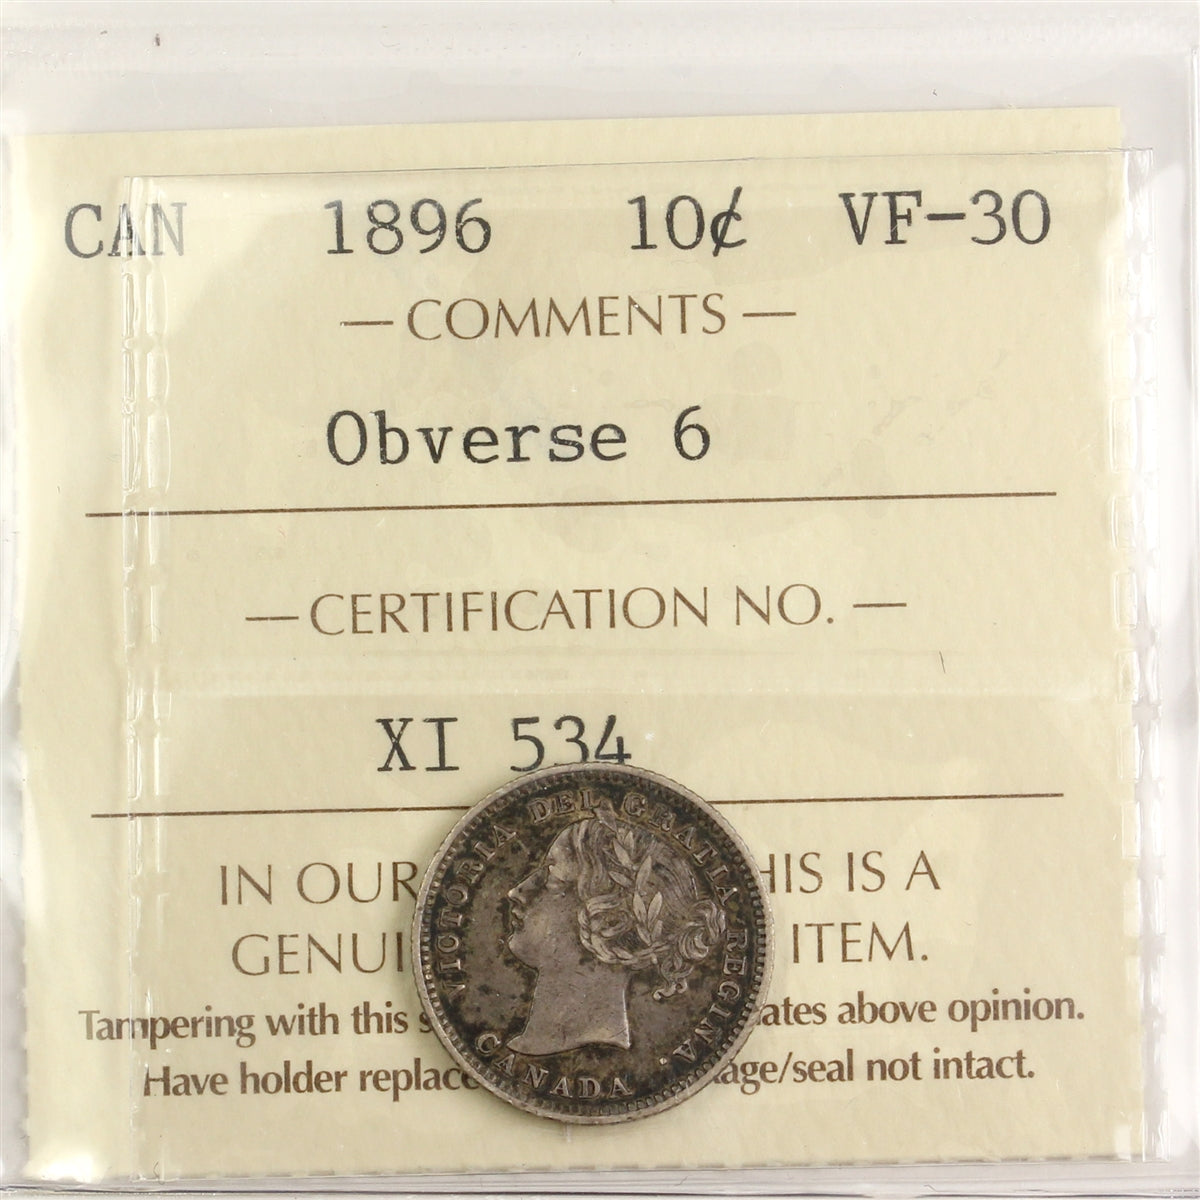 CAN 1896 10¢ VF-30
— COMMENTS —
Obverse 6
— CERTIFICATION NO. —
XI 534
IN OUR HIS IS A
GENUI ITEM.
Tampering with this s ates above opinion.
Have holder replace age/seal not intact.
VICTORIA DEI GRATIA REGINA.
CANADA